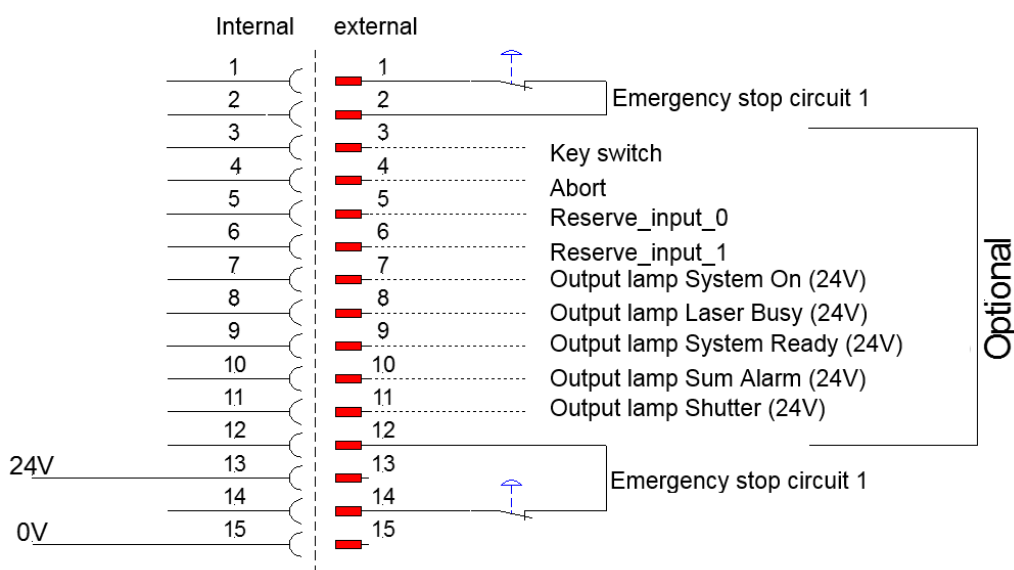 Internal external
1 1
2 2 Emergency stop circuit 1
3 3 Key switch
4 4 Abort
5 5 Reserve_input_0
6 6 Reserve_input_1
7 7 Output lamp System On (24V)
8 8 Output lamp Laser Busy (24V)
9 9 Output lamp System Ready (24V)
10 10 Output lamp Sum Alarm (24V)
11 11 Output lamp Shutter (24V)
Optional
12 12
24V 13 13 Emergency stop circuit 1
14 14
0V 15 15